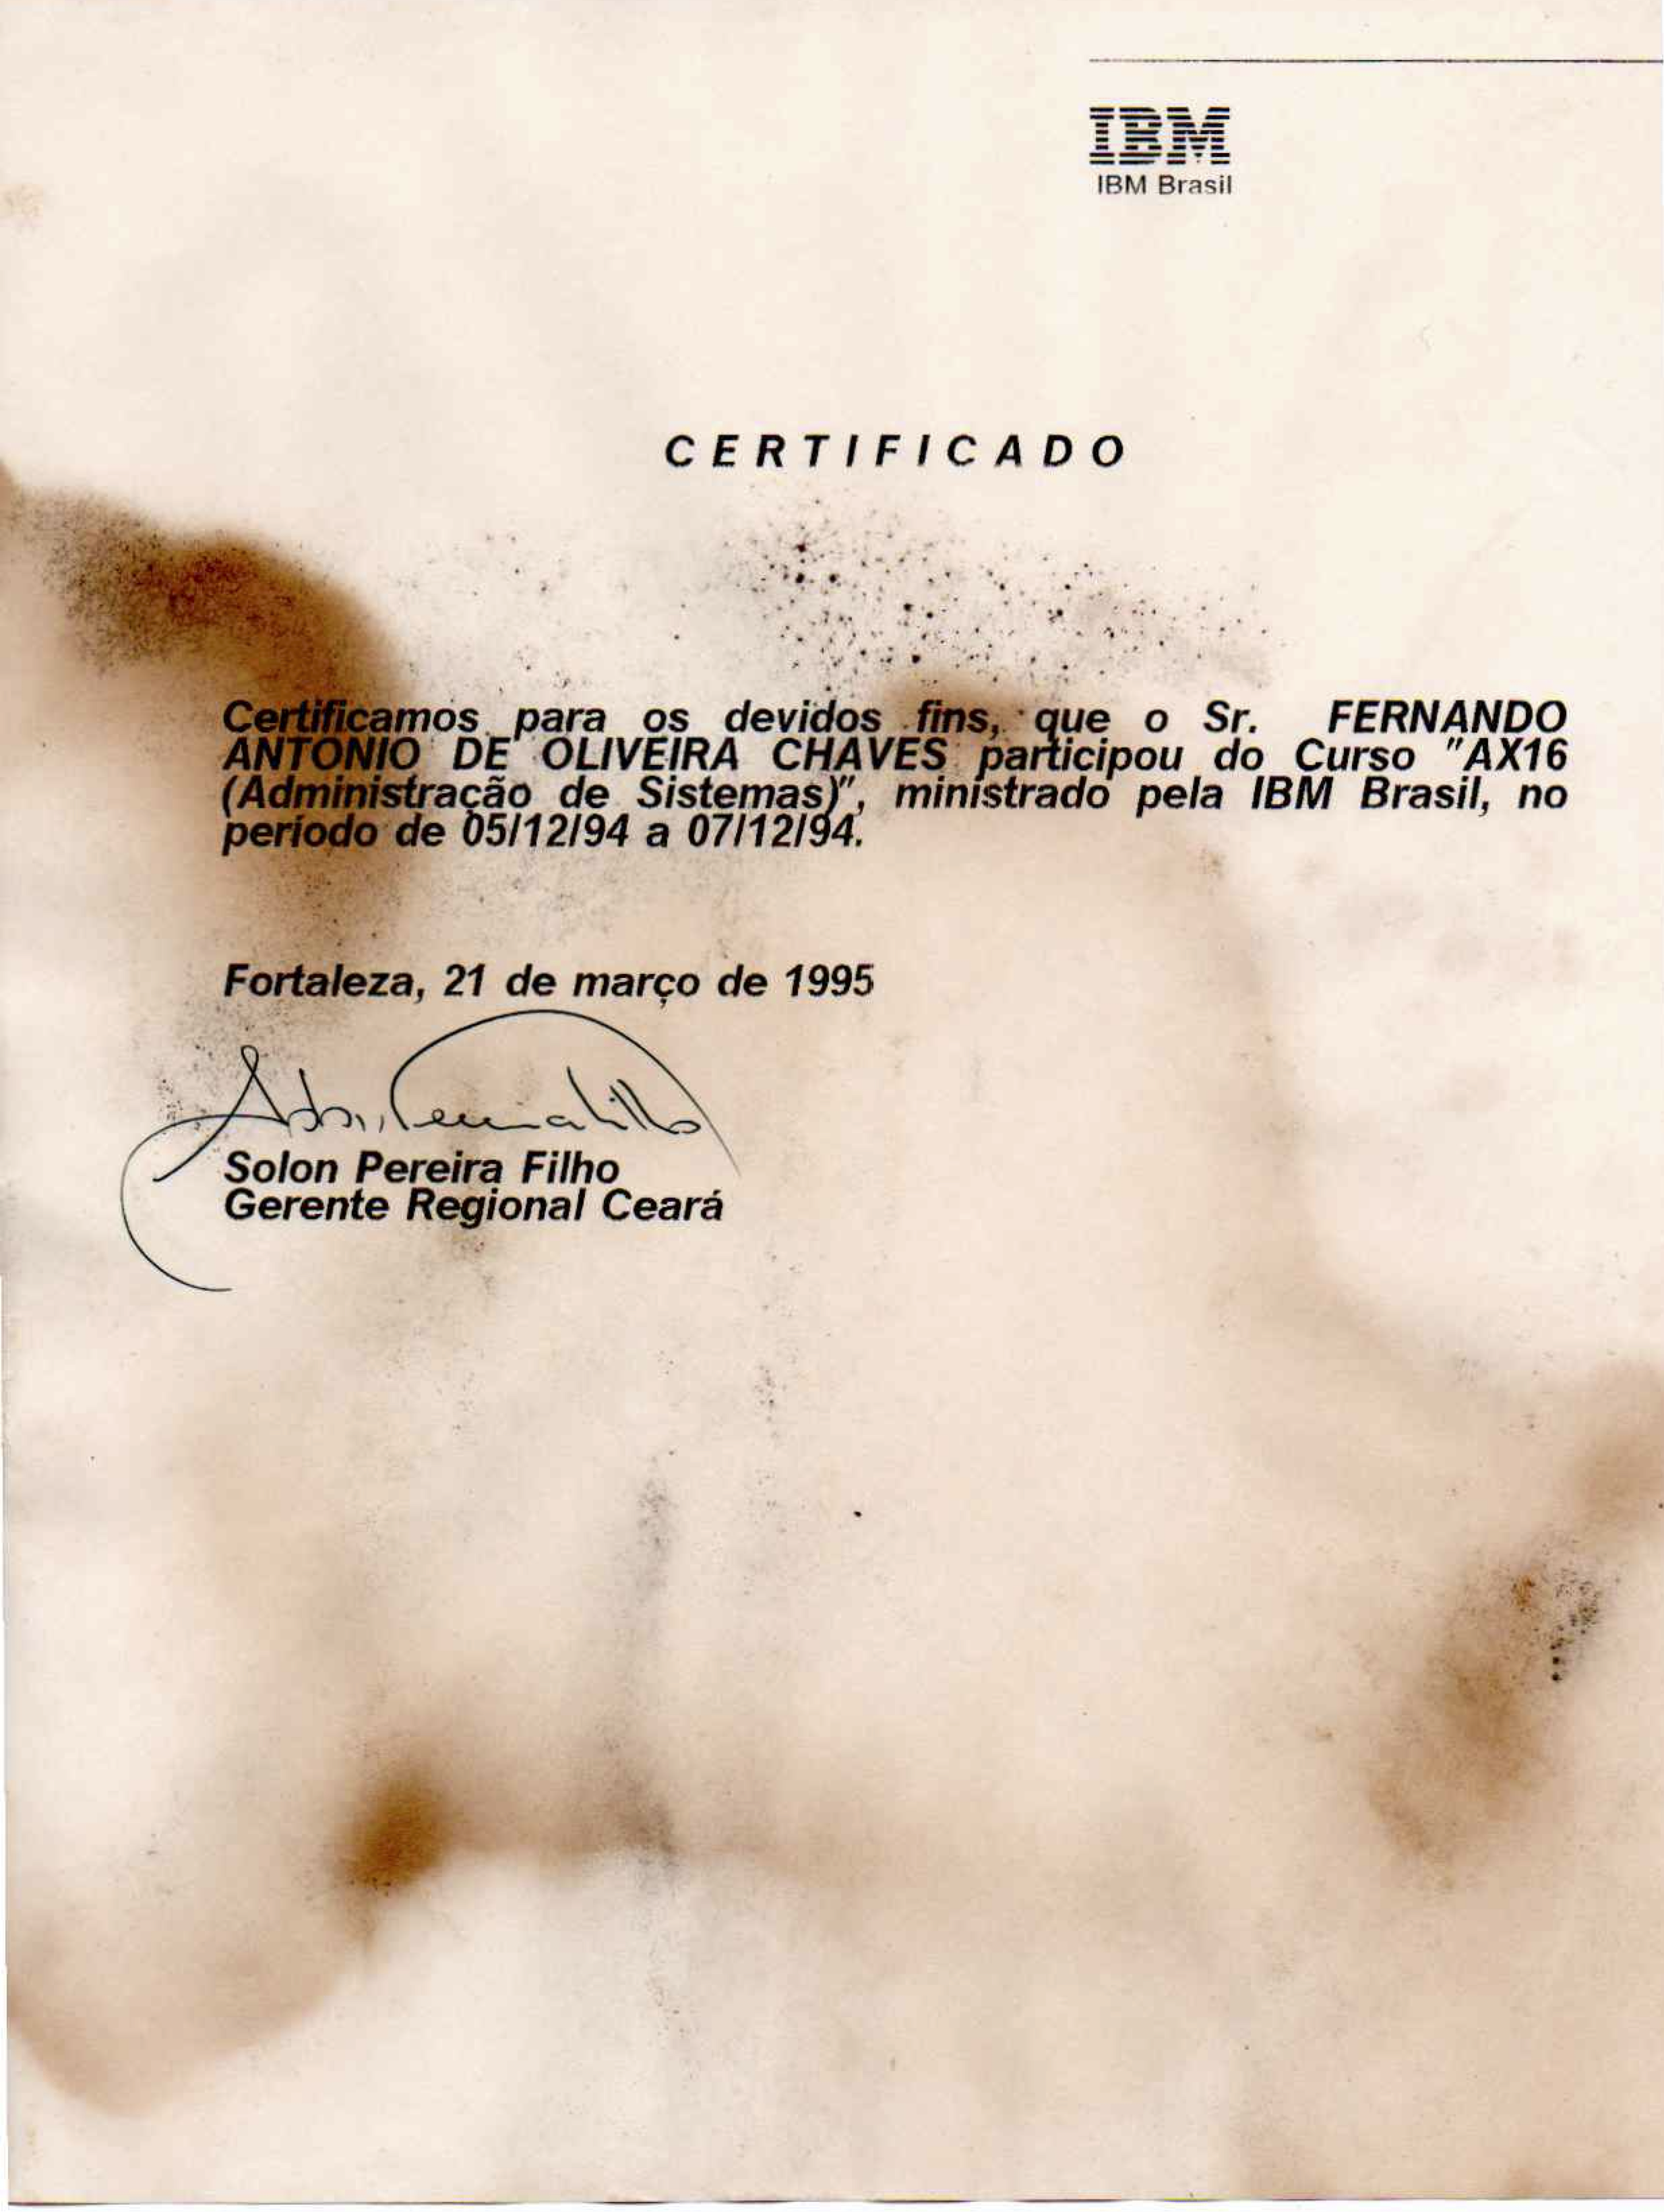 IBM
IBM Brasil
CERTIFICADO
Certificamos para os devidos fins, que o Sr. FERNANDO
ANTONIO DE OLIVEIRA CHAVES participou do Curso "AX16
(Administração de Sistemas)", ministrado pela IBM Brasil, no
período de 05/12/94 a 07/12/94.
Fortaleza, 21 de março de 1995
Solon Pereira Filho
Gerente Regional Ceará